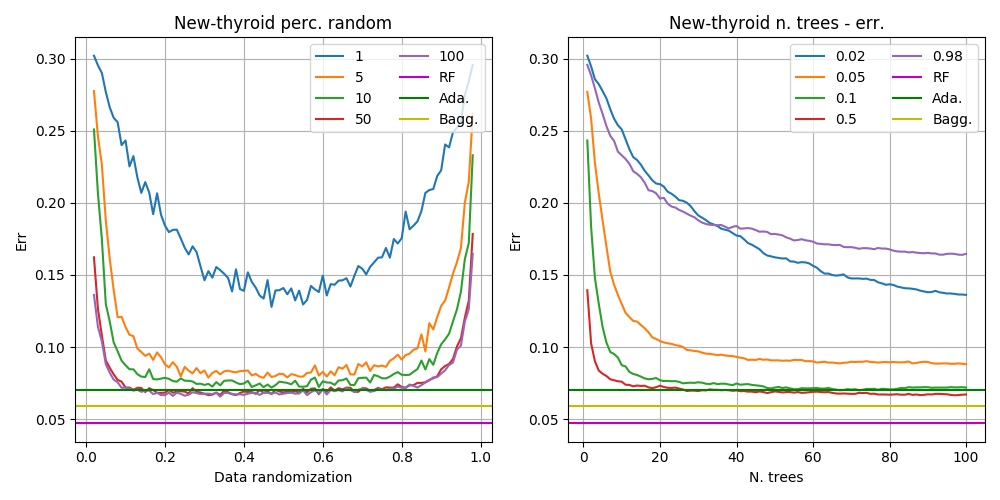 New-thyroid perc. random
1
5
10
50
100
RF
Ada.
Bagg.
0.30
0.25
0.20
0.15
0.10
0.05
Err
0.0 0.2 0.4 0.6 0.8 1.0
Data randomization
New-thyroid n. trees - err.
0.02
0.05
0.1
0.5
0.98
RF
Ada.
Bagg.
0.30
0.25
0.20
0.15
0.10
0.05
Err
0 20 40 60 80 100
N. trees